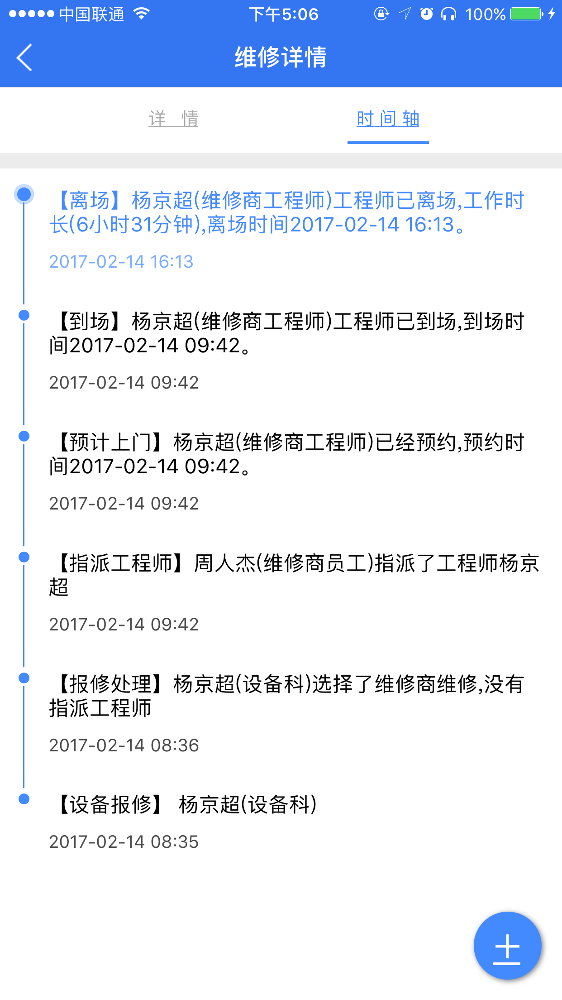 中国联通
下午5:06
100%
维修详情
详 情
时 间 轴
【离场】杨京超(维修商工程师)工程师已离场,工作时
长(6小时31分钟),离场时间2017-02-14 16:13。
2017-02-14 16:13
【到场】杨京超(维修商工程师)工程师已到场,到场时
间2017-02-14 09:42。
2017-02-14 09:42
【预计上门】杨京超(维修商工程师)已经预约,预约时
间2017-02-14 09:42。
2017-02-14 09:42
【指派工程师】周人杰(维修商员工)指派了工程师杨京
超
2017-02-14 09:42
【报修处理】杨京超(设备科)选择了维修商维修,没有
指派工程师
2017-02-14 08:36
【设备报修】 杨京超(设备科)
2017-02-14 08:35